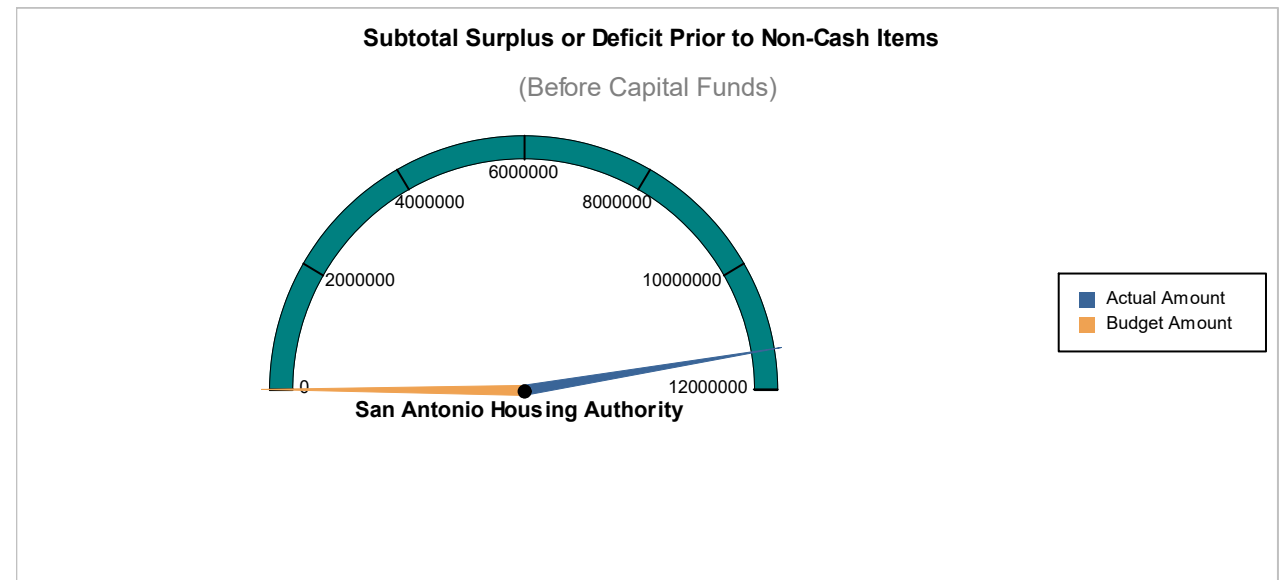 Subtotal Surplus or Deficit Prior to Non-Cash Items
(Before Capital Funds)
6000000
4000000
8000000
2000000
10000000
0
12000000
San Antonio Housing Authority
Actual Amount
Budget Amount